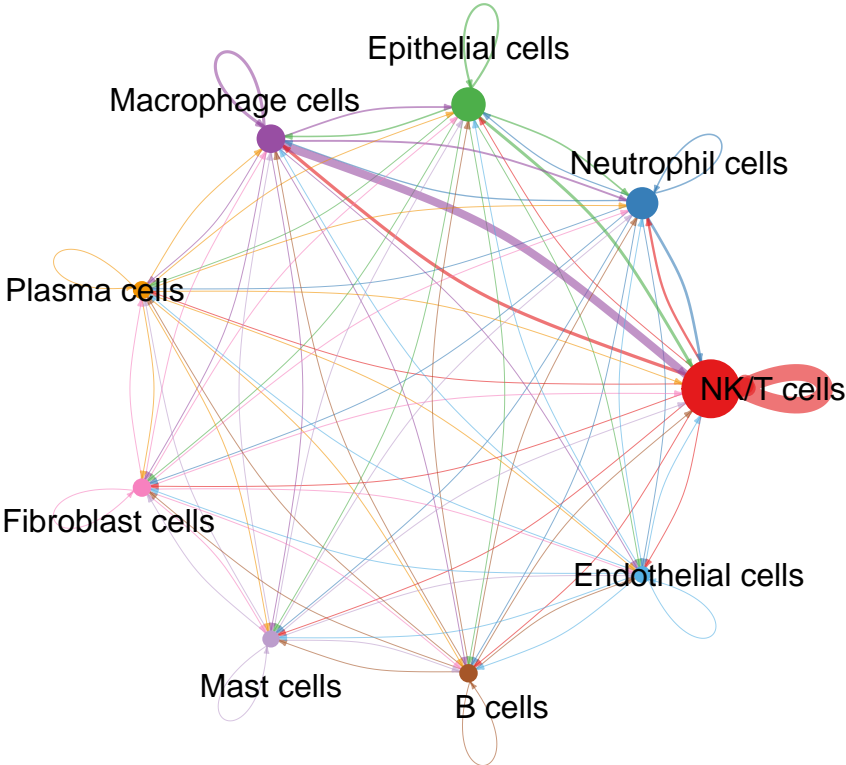 Epithelial cells
Macrophage cells
Neutrophil cells
Plasma cells
NK/T cells
Fibroblast cells
Endothelial cells
Mast cells
B cells